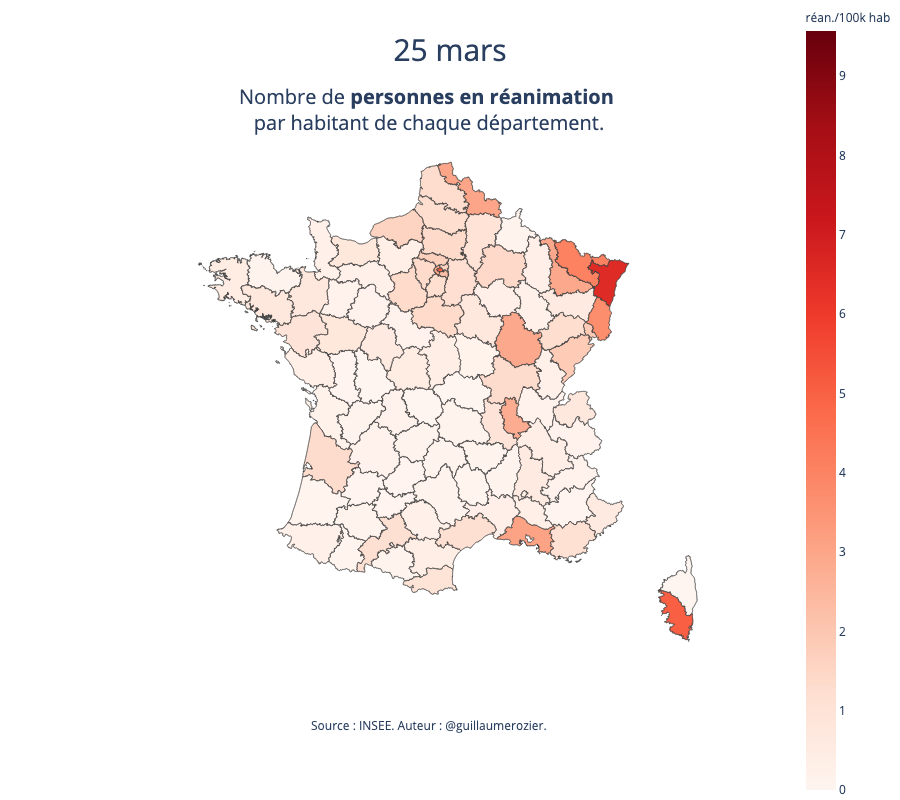 réan./100k hab
25 mars
Nombre de personnes en réanimation
par habitant de chaque département.
9
8
7
6
5
4
3
2
1
0
Source : INSEE. Auteur : @guillaumerozier.